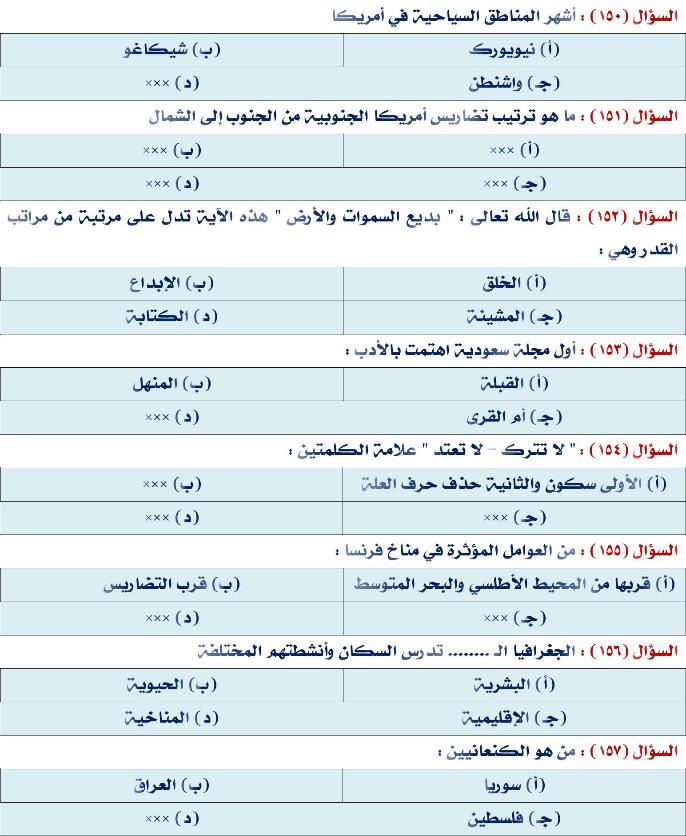 السؤال (١٥٠) : أشهر المناطق السياحية في أمريكا
(أ) نيويورك (ب) شيكاغو
(جـ) واشنطن (د) ×××
السؤال (١٥١) : ما هو ترتيب تضاريس أمريكا الجنوبية من الجنوب إلى الشمال
(أ) ××× (ب) ×××
(جـ) ××× (د) ×××
السؤال (١٥٢) : قال الله تعالى : " بديع السموات والأرض " هذه الآية تدل على مرتبة من مراتب
القدر وهي :
(أ) الخلق (ب) الإبداع
(جـ) المشيئة (د) الكتابة
السؤال (١٥٣) : أول مجلة سعودية اهتمت بالأدب :
(أ) القبلة (ب) المنهل
(جـ) أم القرى (د) ×××
السؤال (١٥٤) : " لا تترك – لا تعتد " علامة الكلمتين :
(أ) الأولى سكون والثانية حذف حرف العلة (ب) ×××
(جـ) ××× (د) ×××
السؤال (١٥٥) : من العوامل المؤثرة في مناخ فرنسا :
(أ) قربها من المحيط الأطلسي والبحر المتوسط (ب) قرب التضاريس
(جـ) ××× (د) ×××
السؤال (١٥٦) : الجغرافيا الـ ........ تدرس السكان وأنشطتهم المختلفة
(أ) البشرية (ب) الحيوية
(جـ) الإقليمية (د) المناخية
السؤال (١٥٧) : من هو الكنعانيين :
(أ) سوريا (ب) العراق
(جـ) فلسطين (د) ×××